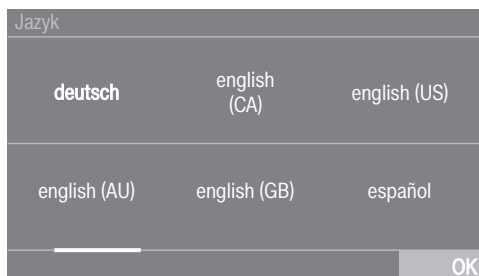 Jazyk
deutsch
english
(CA)
english (US)
english (AU)
english (GB)
español
OK